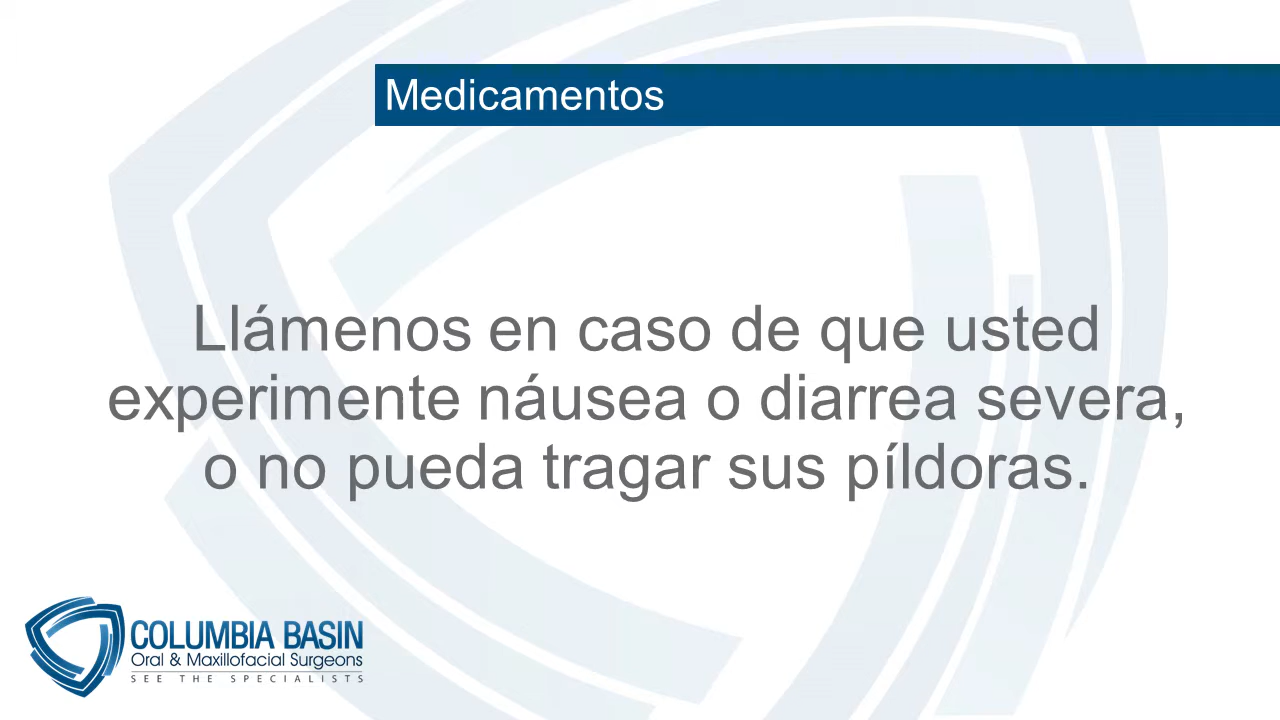 Medicamentos
Llámenos en caso de que usted
experimente náusea o diarrea severa,
o no pueda tragar sus píldoras.
COLUMBIA BASIN
Oral & Maxillofacial Surgeons
SEE THE SPECIALISTS